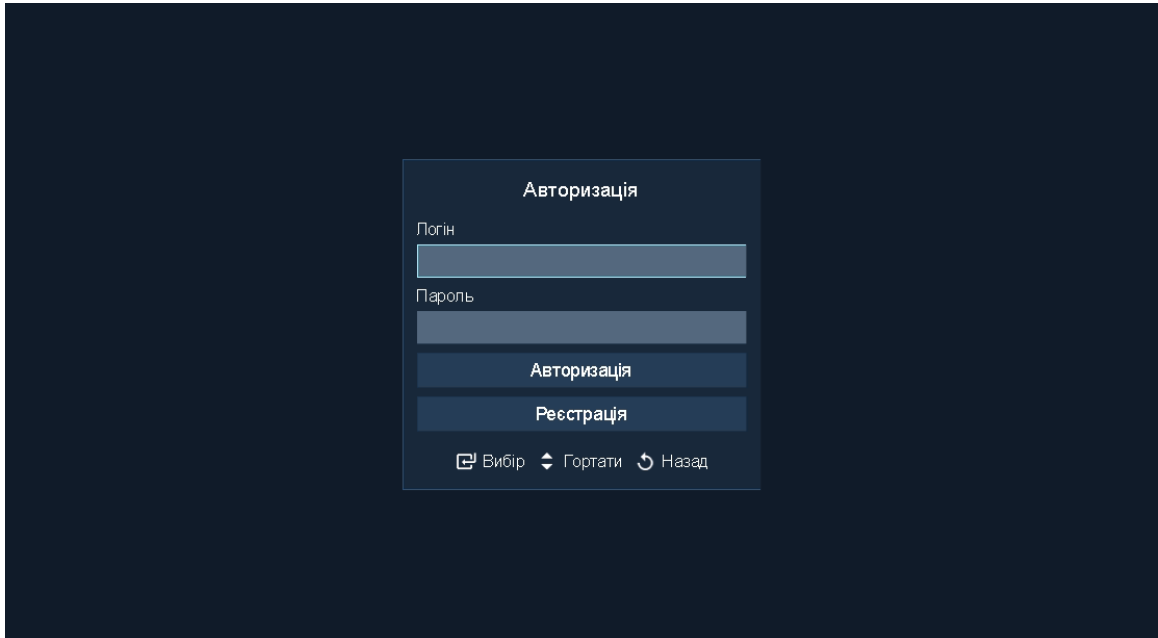 Авторизація
Логін
Пароль
Авторизація
Реєстрація
Вибір Гортати Назад